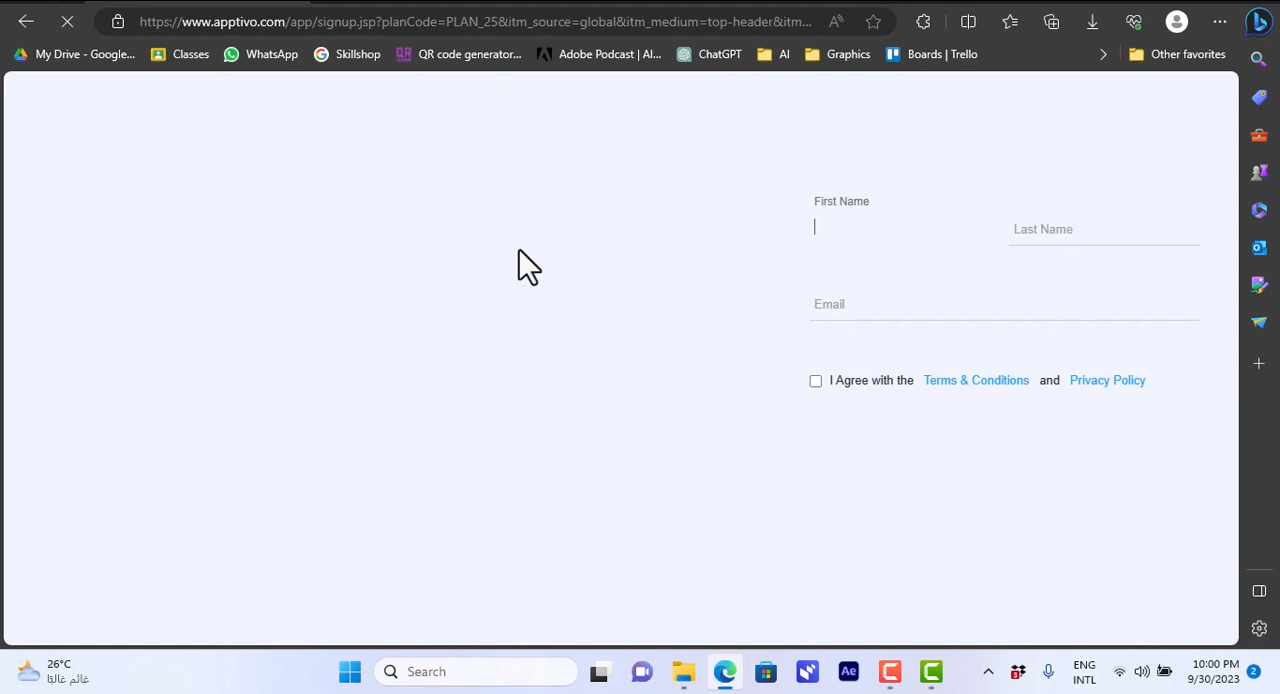 https://www.apptivo.com/app/signup.jsp?planCode=PLAN_25&itm_source=global&itm_medium=top-header&itm...
My Drive - Google...
Classes
WhatsApp
Skillshop
QR code generator...
Adobe Podcast | AI...
ChatGPT
AI
Graphics
Boards | Trello
Other favorites
First Name
Last Name
Email
I Agree with the Terms & Conditions and Privacy Policy
26°C
غائم غالبًا
Search
Ae
3
ENG
INTL
10:00 PM
9/30/2023
2